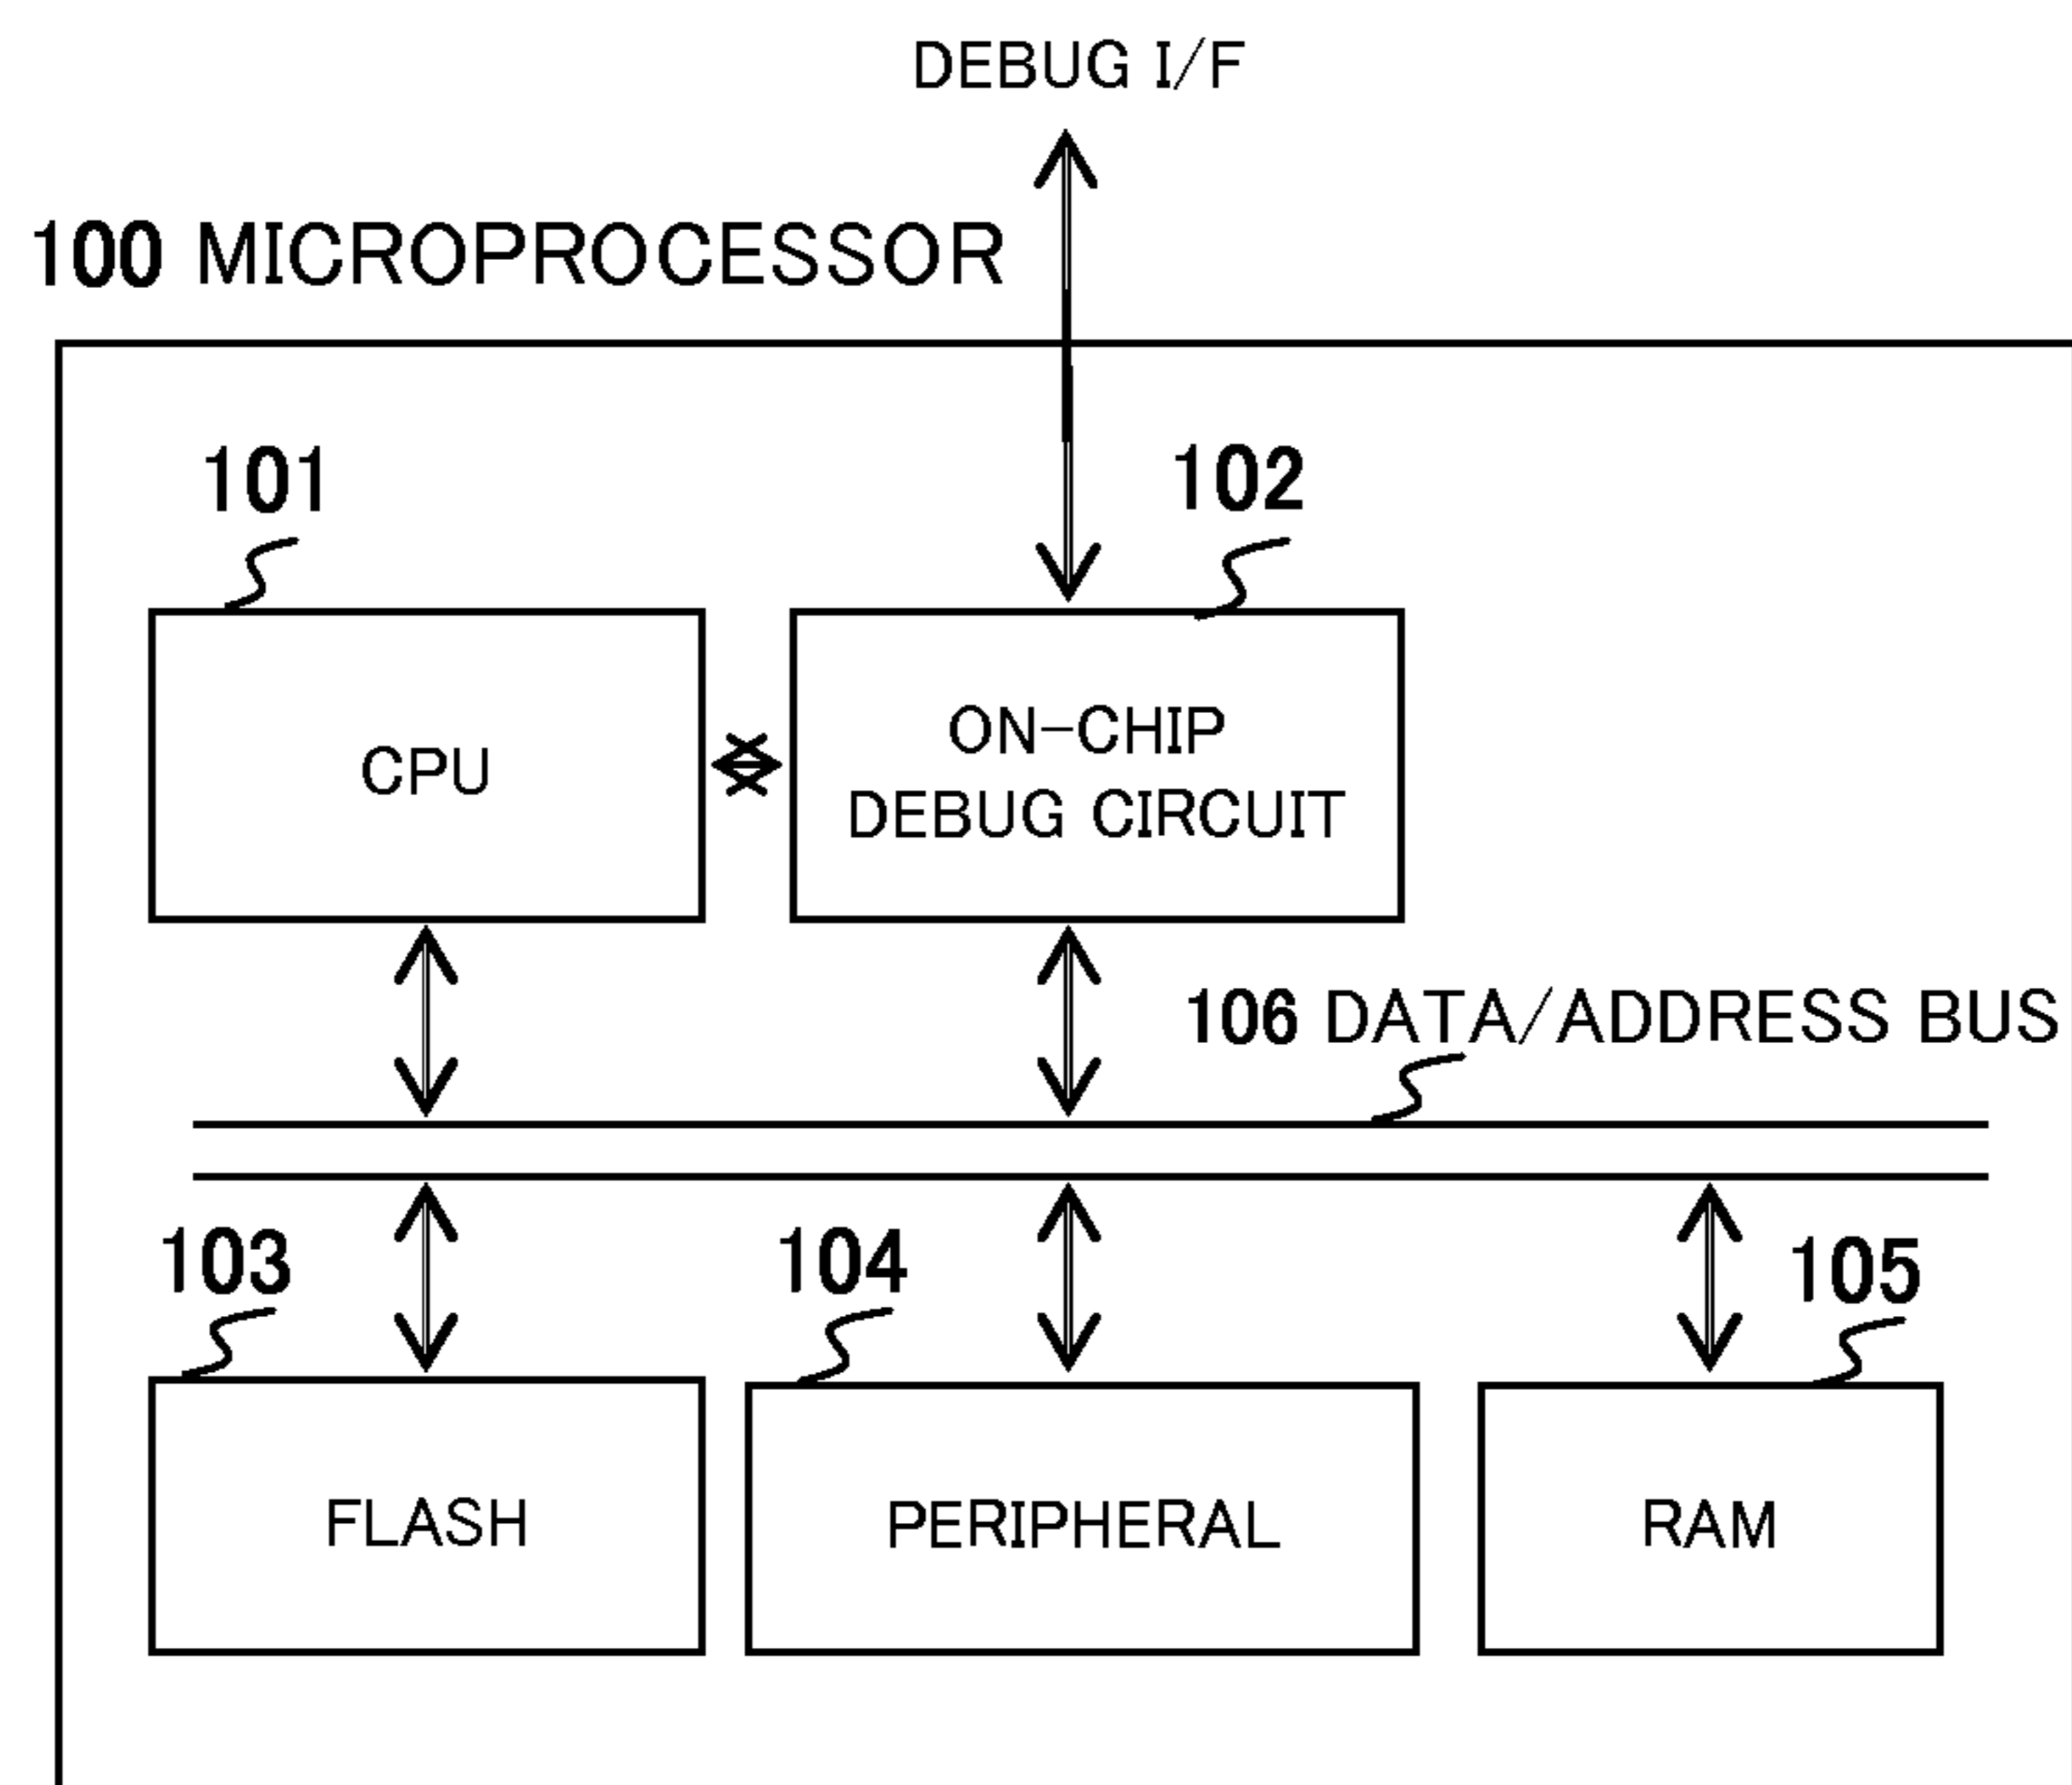 DEBUG I/F
100 MICROPROCESSOR
101
102
CPU
ON-CHIP
DEBUG CIRCUIT
106 DATA/ADDRESS BUS
103
104
105
FLASH
PERIPHERAL
RAM